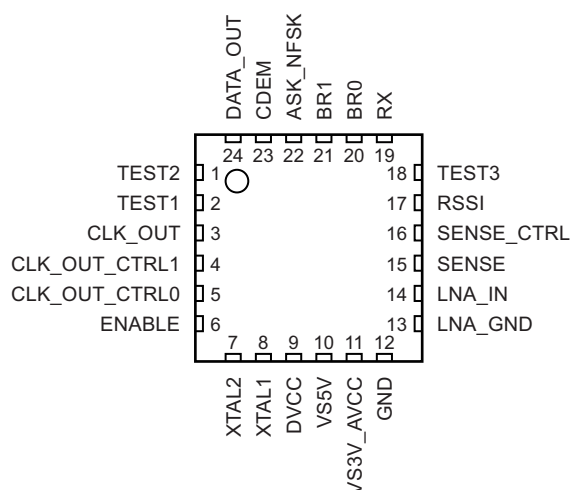 DATA_OUT
CDEM
ASK_NFSK
BR1
BR0
RX
24
23
22
21
20
19
TEST2 1
TEST1 2
CLK_OUT 3
CLK_OUT_CTRL1 4
CLK_OUT_CTRL0 5
ENABLE 6
18 TEST3
17 RSSI
16 SENSE_CTRL
15 SENSE
14 LNA_IN
13 LNA_GND
7
8
9
10
11
12
XTAL2
XTAL1
DVCC
VS5V
VS3V_AVCC
GND